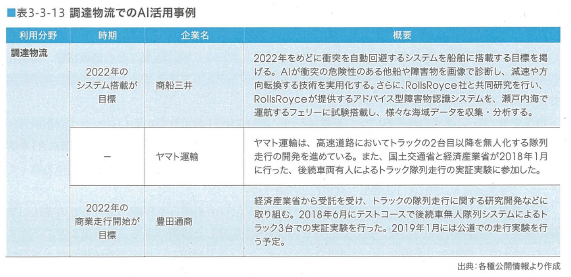 ■表3-3-13 調達物流でのAI活用事例
利用分野 時期 企業名 概要
調達物流
2022年の
システム搭載が
目標
商船三井
2022年をめどに衝突を自動回避するシステムを船舶に搭載する目標を掲
げる。AIが衝突の危険性のある他船や障害物を画像で診断し、減速や方
向転換する技術を実用化する。さらに、RollsRoyce社と共同研究を行い、
RollsRoyceが提供するアドバイス型障害物認識システムを、瀬戸内海で
運航するフェリーに試験搭載し、様々な海域データを収集・分析する。
－
ヤマト運輸
ヤマト運輸は、高速道路においてトラックの2台目以降を無人化する隊列
走行の開発を進めている。また、国土交通省と経済産業省が2018年1月
に行った、後続車両有人によるトラック隊列走行の実証実験に参加した。
2022年の
商業走行開始が
目標
豊田通商
経済産業省から受託を受け、トラックの隊列走行に関する研究開発などに
取り組む。2018年6月にテストコースで後続車無人隊列システムによるト
ラック3台での実証実験を行った。2019年1月には公道での走行実験を行
う予定。
出典：各種公開情報より作成